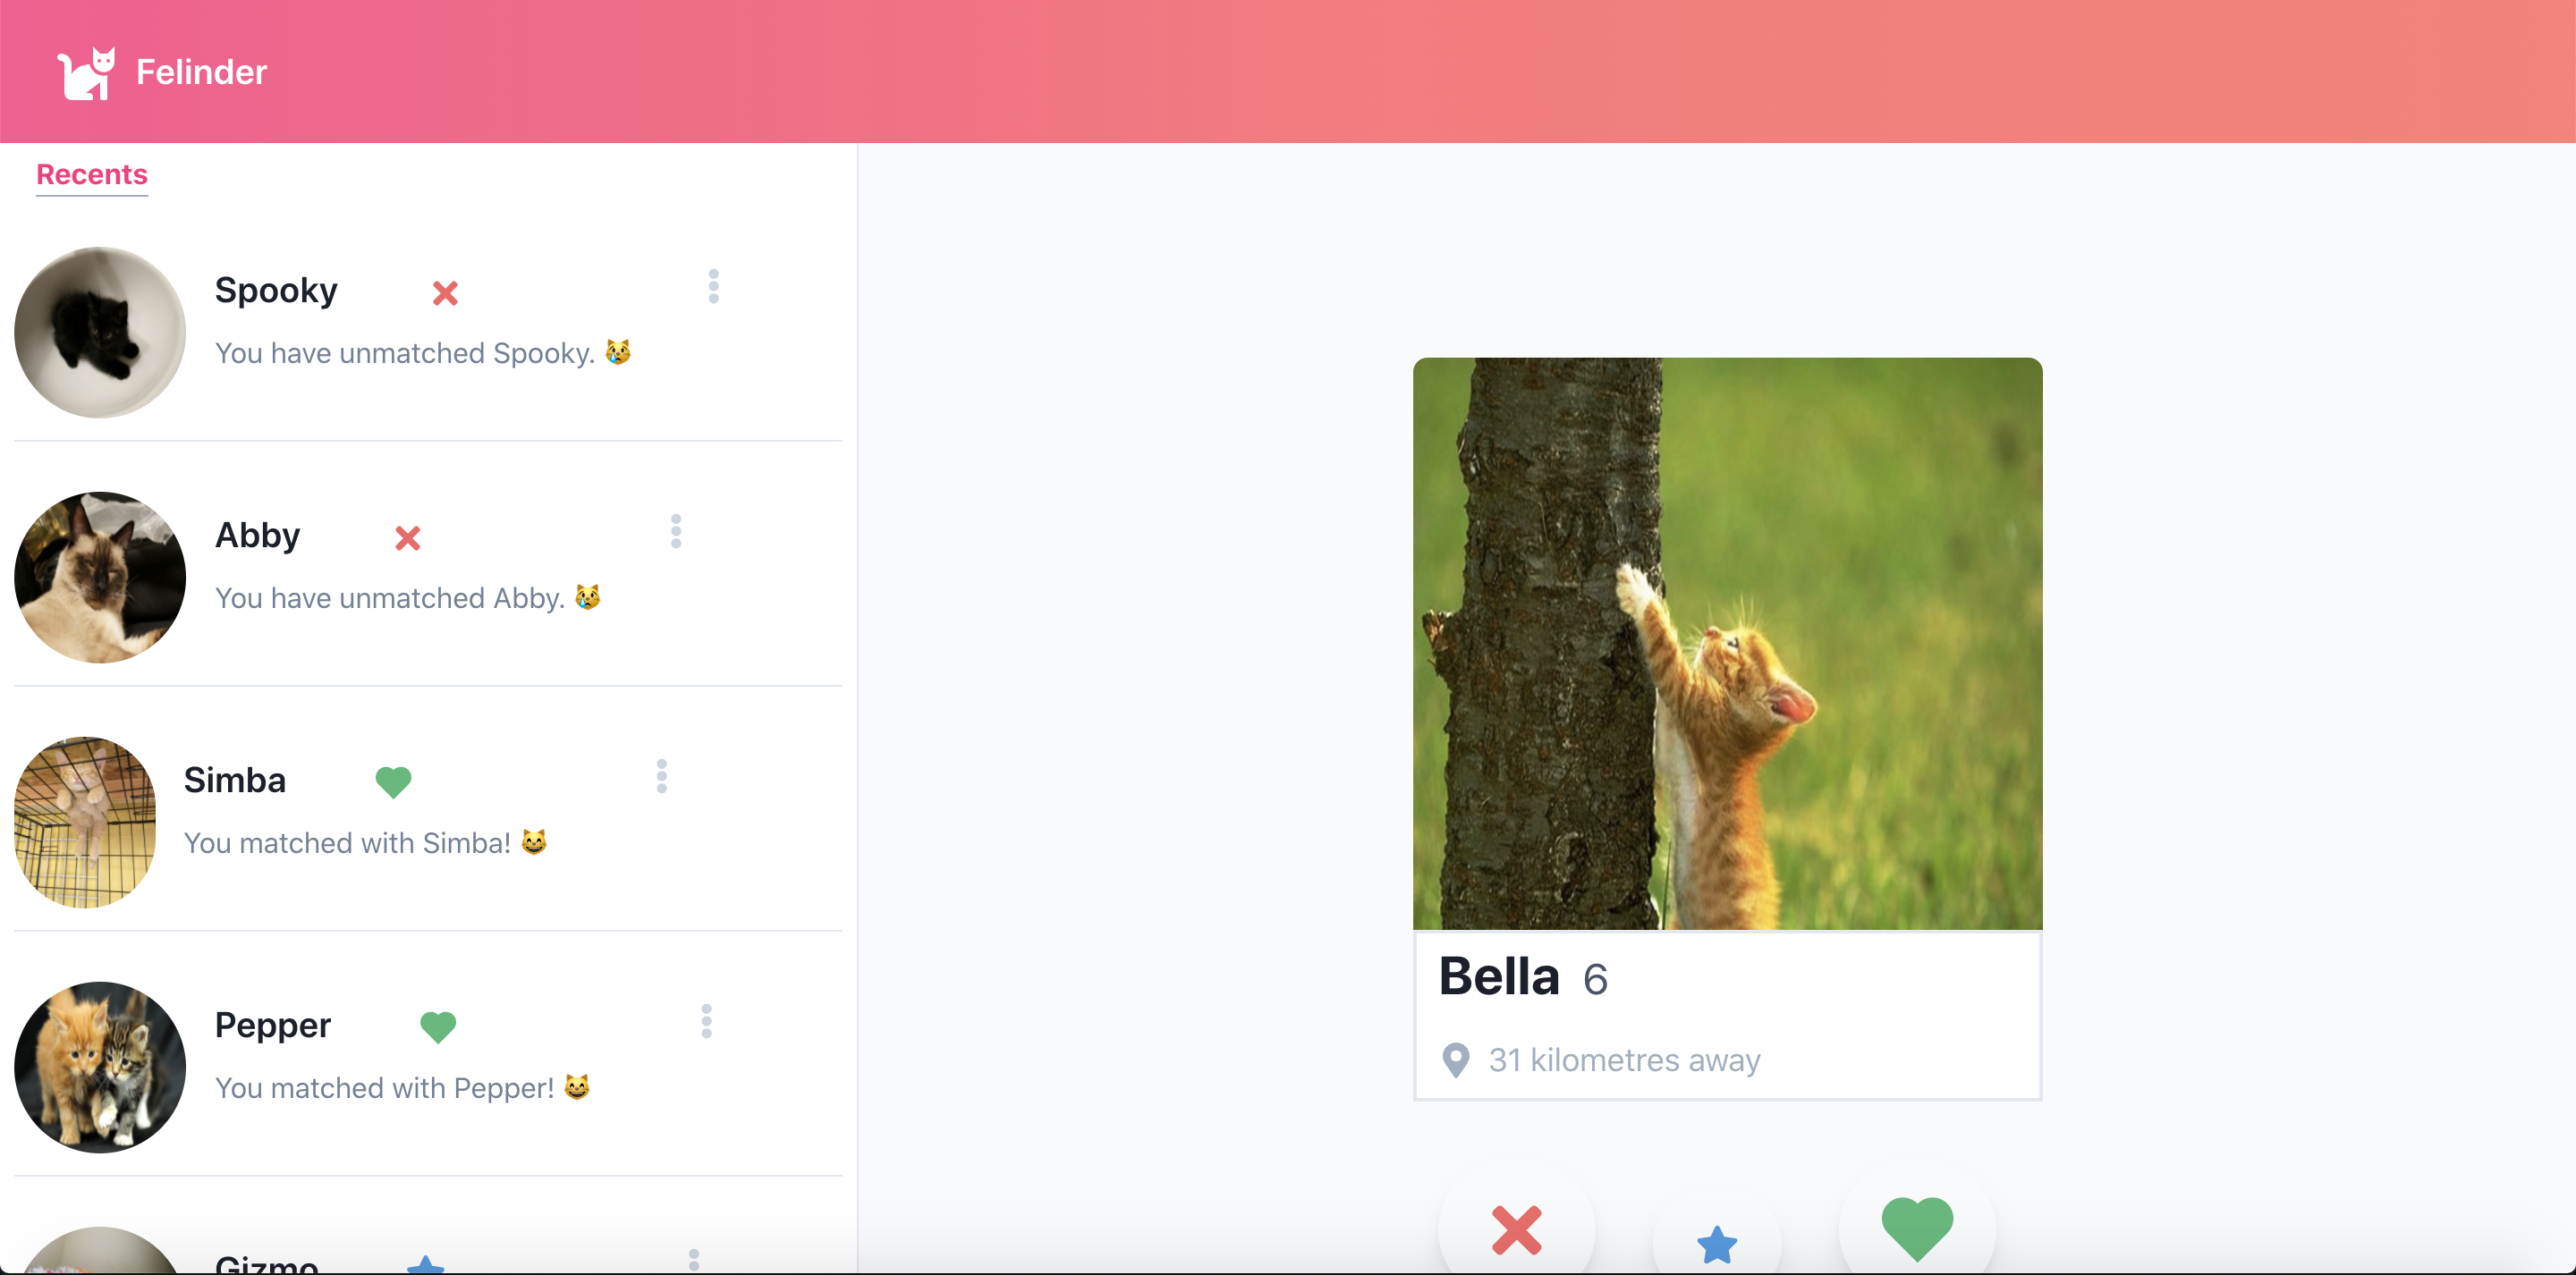 Felinder
Recents
Spooky
You have unmatched Spooky. 😿
Abby
You have unmatched Abby. 😿
Simba
You matched with Simba! 😸
Pepper
You matched with Pepper! 😸
Gizmo
Bella 6
31 kilometres away